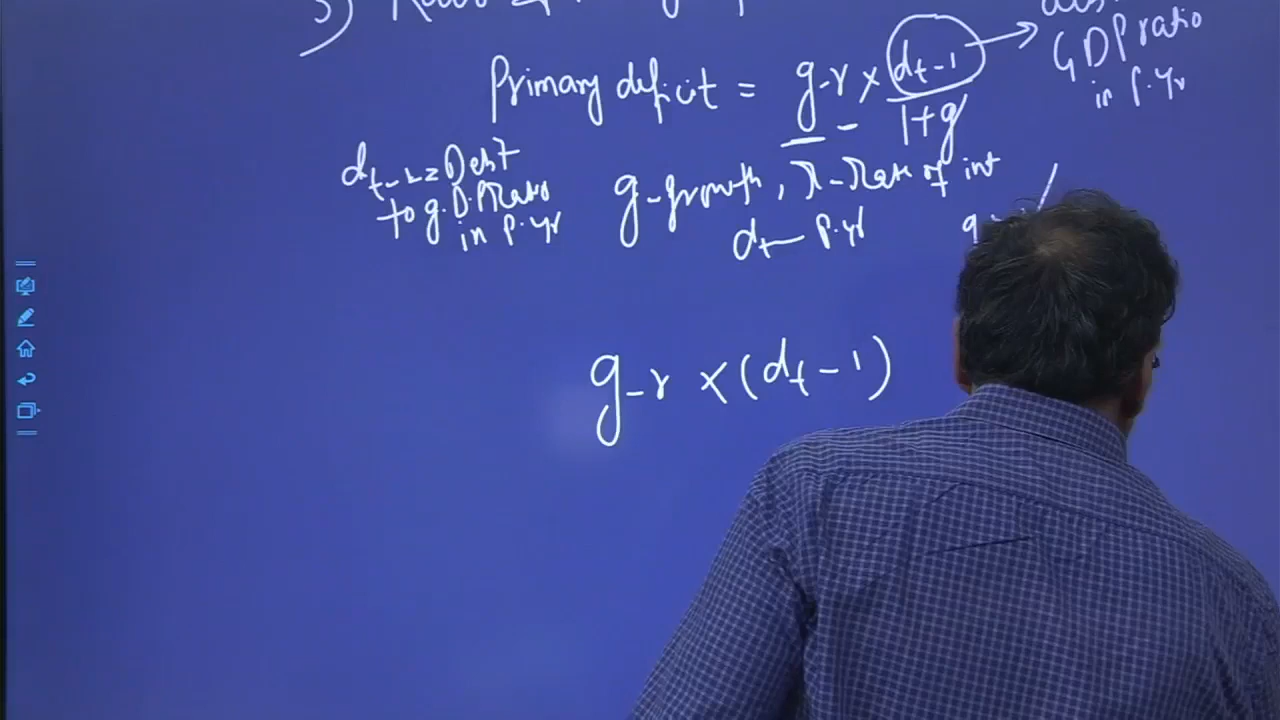 3)
Primary deficit = g-r × dt-1 / 1+g
GDP ratio
in p.yr
dt-1 = Debt
to g.D.P Ratio
in p.yr
g-growth, r-Rate of int
dt- p.yr
g-r × (dt-1)